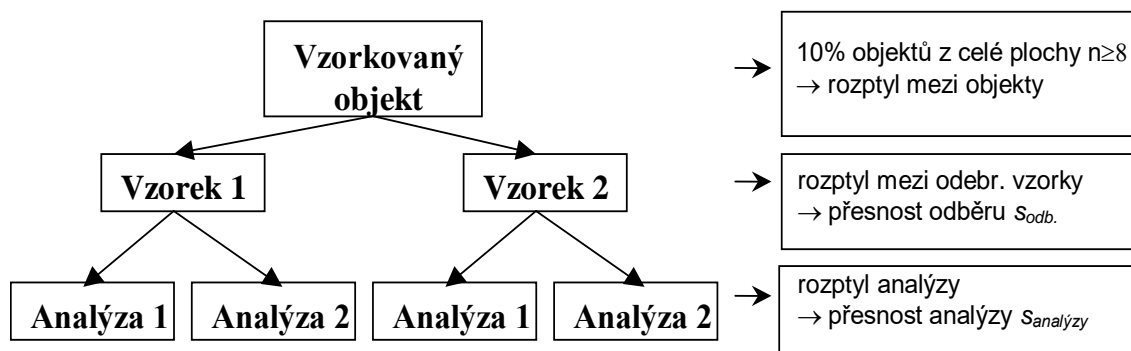 Vzorkovaný
objekt
10% objektů z celé plochy n≥8
→ rozptyl mezi objekty
Vzorek 1
Vzorek 2
rozptyl mezi odebr. vzorky
→ přesnost odběru sodb.
Analýza 1
Analýza 2
Analýza 1
Analýza 2
rozptyl analýzy
→ přesnost analýzy sanalýzy